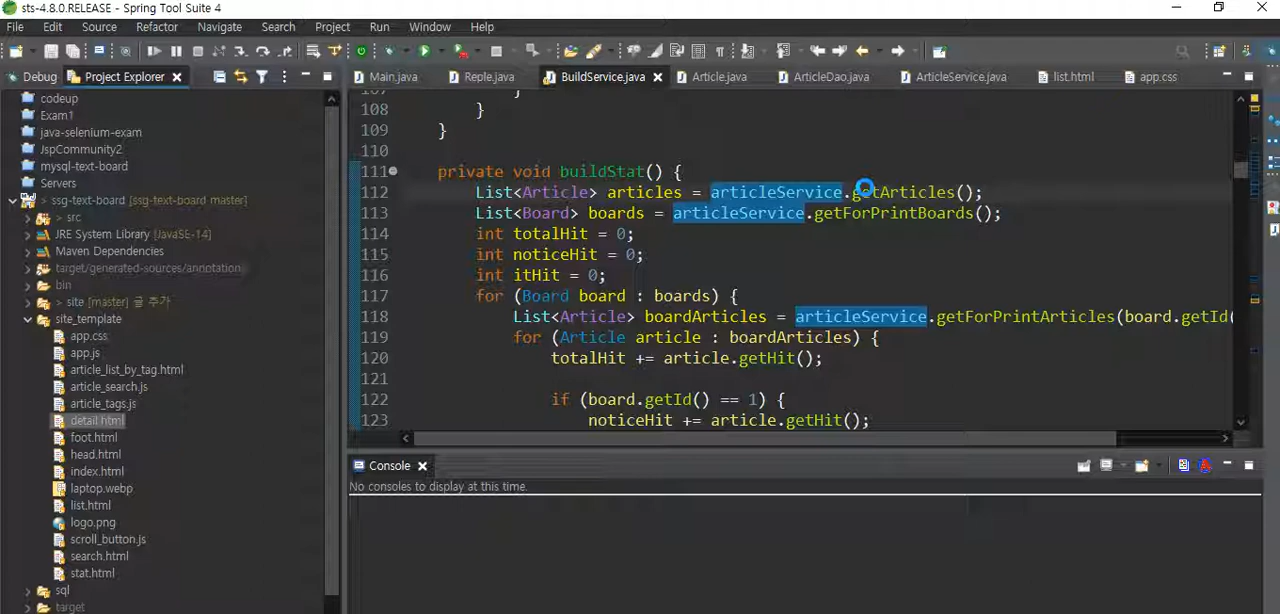 sts-4.8.0.RELEASE - Spring Tool Suite 4
File Edit Source Refactor Navigate Search Project Run Window Help
Debug Project Explorer
Main.java Reple.java BuildService.java Article.java ArticleDao.java ArticleService.java list.html app.css
codeup
Exam1
java-selenium-exam
JspCommunity2
mysql-text-board
Servers
> ssg-text-board [ssg-text-board master]
> src
JRE System Library [JavaSE-14]
Maven Dependencies
target/generated-sources/annotation
bin
> site [master] 글 추가
site_template
app.css
app.js
article_list_by_tag.html
article_search.js
article_tags.js
detail.html
foot.html
head.html
index.html
laptop.webp
list.html
logo.png
scroll_button.js
search.html
stat.html
sql
target
107 }
108 }
109 }
110
111 private void buildStat() {
112 List<Article> articles = articleService.getArticles();
113 List<Board> boards = articleService.getForPrintBoards();
114 int totalHit = 0;
115 int noticeHit = 0;
116 int itHit = 0;
117 for (Board board : boards) {
118 List<Article> boardArticles = articleService.getForPrintArticles(board.getId(
119 for (Article article : boardArticles) {
120 totalHit += article.getHit();
121
122 if (board.getId() == 1) {
123 noticeHit += article.getHit();
Console
No consoles to display at this time.